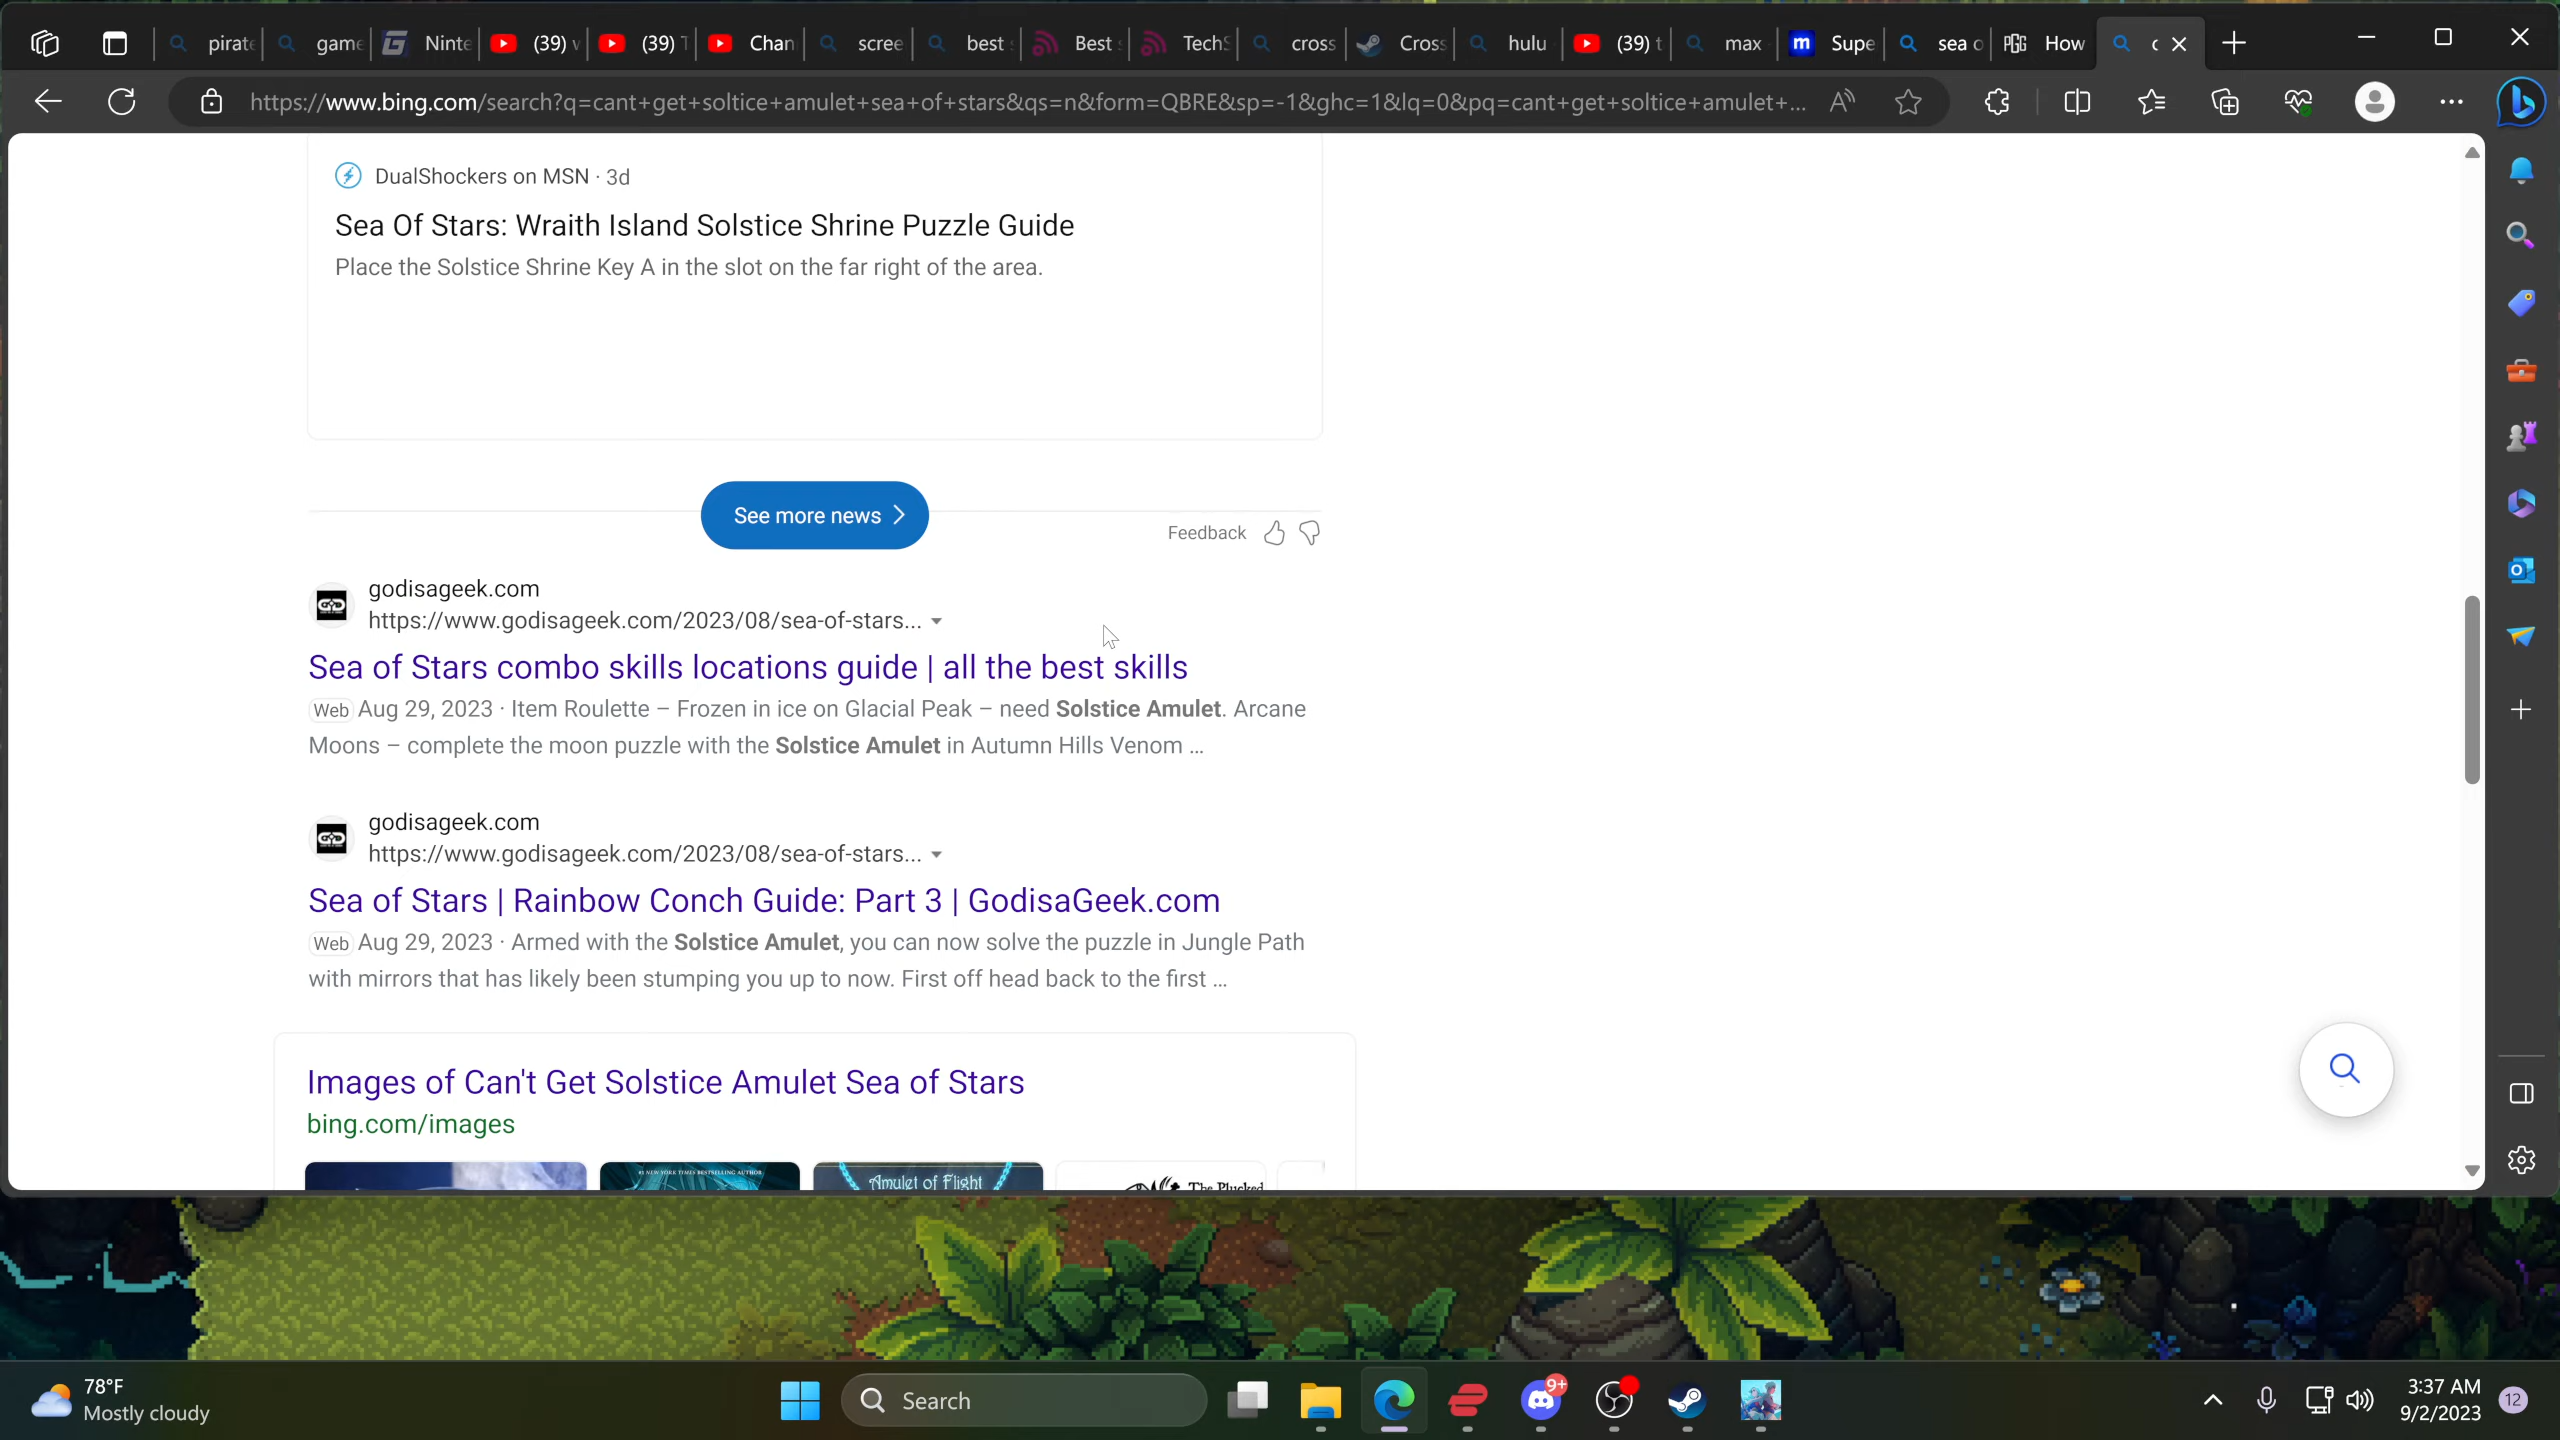 pirate
game
Ninte
(39) v
(39) T
Chan
scree
best
Best
TechS
cross
Cross
hulu
(39) t
max
Supe
sea o
How
https://www.bing.com/search?q=cant+get+soltice+amulet+sea+of+stars&qs=n&form=QBRE&sp=-1&ghc=1&lq=0&pq=cant+get+soltice+amulet+...
DualShockers on MSN · 3d
Sea Of Stars: Wraith Island Solstice Shrine Puzzle Guide
Place the Solstice Shrine Key A in the slot on the far right of the area.
See more news
Feedback
godisageek.com
https://www.godisageek.com/2023/08/sea-of-stars...
Sea of Stars combo skills locations guide | all the best skills
Web Aug 29, 2023 · Item Roulette – Frozen in ice on Glacial Peak – need Solstice Amulet. Arcane
Moons – complete the moon puzzle with the Solstice Amulet in Autumn Hills Venom ...
godisageek.com
https://www.godisageek.com/2023/08/sea-of-stars...
Sea of Stars | Rainbow Conch Guide: Part 3 | GodisaGeek.com
Web Aug 29, 2023 · Armed with the Solstice Amulet, you can now solve the puzzle in Jungle Path
with mirrors that has likely been stumping you up to now. First off head back to the first ...
Images of Can't Get Solstice Amulet Sea of Stars
bing.com/images
#1 NEW YORK TIMES BESTSELLING AUTHOR
Amulet of Flight
The Plucked
78°F
Mostly cloudy
Search
9+
3:37 AM
9/2/2023
12